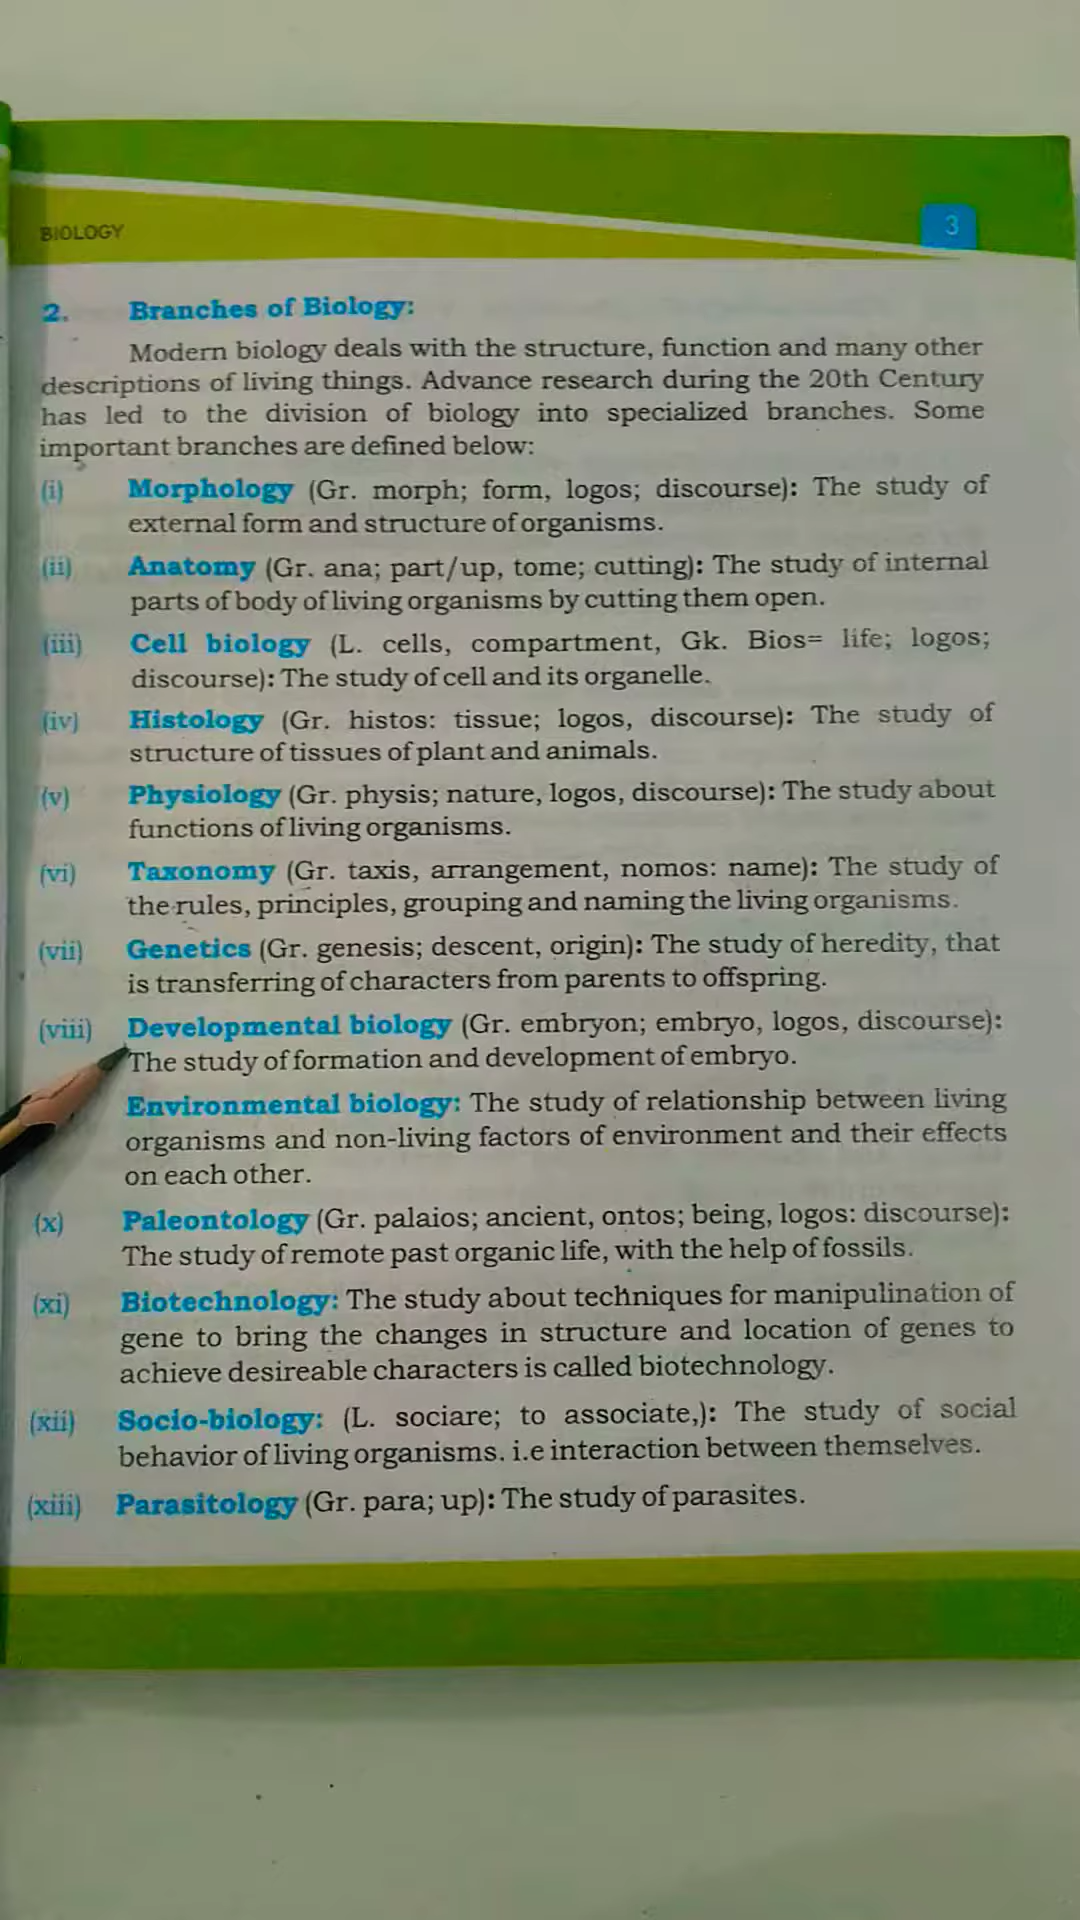 BIOLOGY
3
2. Branches of Biology:
Modern biology deals with the structure, function and many other
descriptions of living things. Advance research during the 20th Century
has led to the division of biology into specialized branches. Some
important branches are defined below:
(i) Morphology (Gr. morph; form, logos; discourse): The study of
external form and structure of organisms.
(ii) Anatomy (Gr. ana; part/up, tome; cutting): The study of internal
parts of body of living organisms by cutting them open.
(iii) Cell biology (L. cells, compartment, Gk. Bios= life; logos;
discourse): The study of cell and its organelle.
(iv) Histology (Gr. histos: tissue; logos, discourse): The study of
structure of tissues of plant and animals.
(v) Physiology (Gr. physis; nature, logos, discourse): The study about
functions of living organisms.
(vi) Taxonomy (Gr. taxis, arrangement, nomos: name): The study of
the rules, principles, grouping and naming the living organisms.
(vii) Genetics (Gr. genesis; descent, origin): The study of heredity, that
is transferring of characters from parents to offspring.
(viii) Developmental biology (Gr. embryon; embryo, logos, discourse):
The study of formation and development of embryo.
Environmental biology: The study of relationship between living
organisms and non-living factors of environment and their effects
on each other.
(x) Paleontology (Gr. palaios; ancient, ontos; being, logos: discourse):
The study of remote past organic life, with the help of fossils.
(xi) Biotechnology: The study about techniques for manipulination of
gene to bring the changes in structure and location of genes to
achieve desireable characters is called biotechnology.
(xii) Socio-biology: (L. sociare; to associate,): The study of social
behavior of living organisms. i.e interaction between themselves.
(xiii) Parasitology (Gr. para; up): The study of parasites.